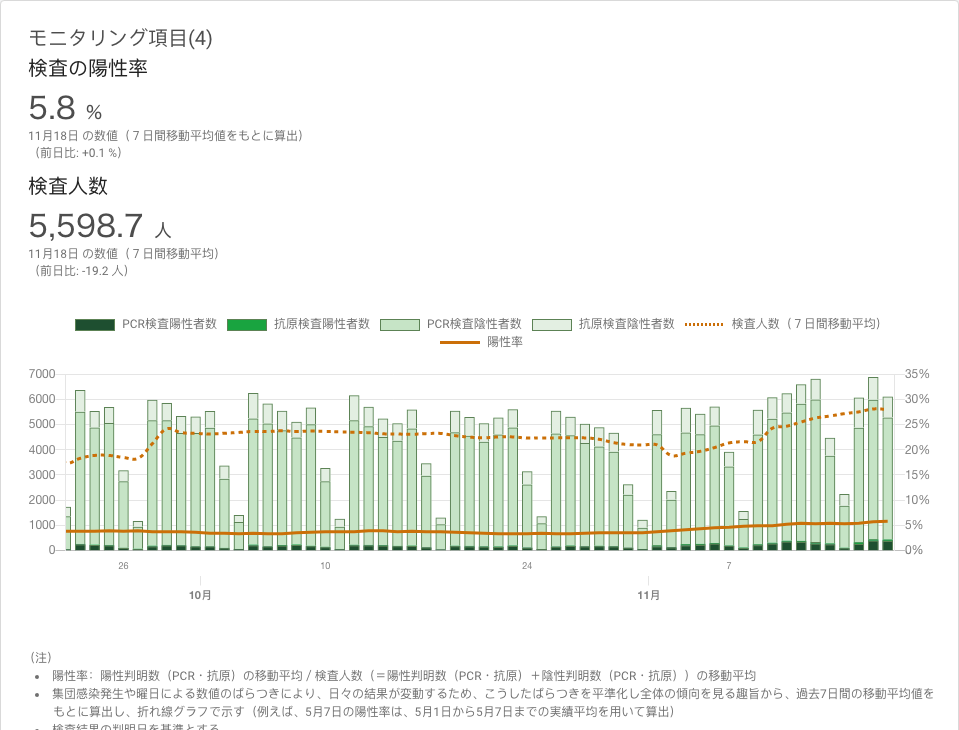 モニタリング項目(4)
検査の陽性率
5.8 %
11月18日 の数値（７日間移動平均値をもとに算出）
（前日比: +0.1 %）
検査人数
5,598.7 人
11月18日 の数値（７日間移動平均）
（前日比: -19.2 人）
PCR検査陽性者数 抗原検査陽性者数 PCR検査陰性者数 抗原検査陰性者数 検査人数（７日間移動平均）
陽性率
7000 35%
6000 30%
5000 25%
4000 20%
3000 15%
2000 10%
1000 5%
0 0%
26 10 24 7
10月 11月
（注）
陽性率：陽性判明数（PCR・抗原）の移動平均 / 検査人数（＝陽性判明数（PCR・抗原）＋陰性判明数（PCR・抗原））の移動平均
集団感染発生や曜日による数値のばらつきにより、日々の結果が変動するため、こうしたばらつきを平準化し全体の傾向を見る趣旨から、過去7日間の移動平均値を
もとに算出し、折れ線グラフで示す（例えば、5月7日の陽性率は、5月1日から5月7日までの実績平均を用いて算出）
検査結果の判明日を基準とする